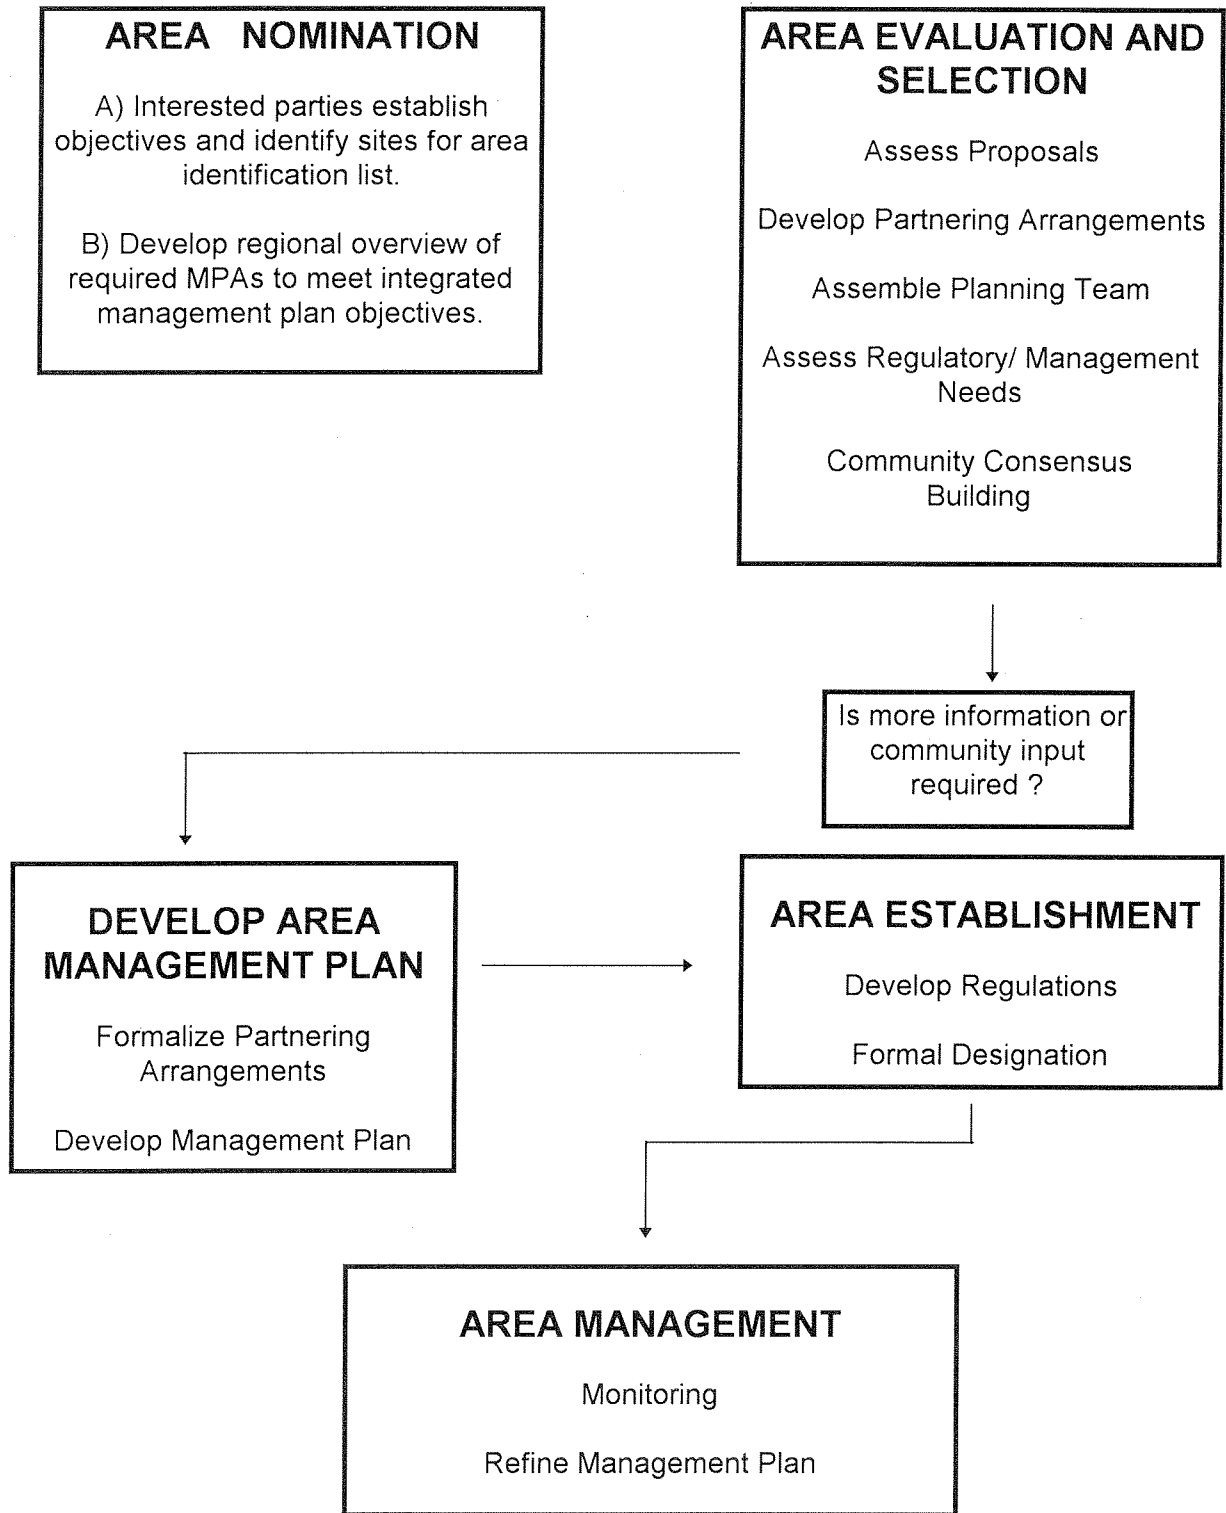 AREA NOMINATION
A) Interested parties establish
objectives and identify sites for area
identification list.
B) Develop regional overview of
required MPAs to meet integrated
management plan objectives.
AREA EVALUATION AND
SELECTION
Assess Proposals
Develop Partnering Arrangements
Assemble Planning Team
Assess Regulatory/ Management
Needs
Community Consensus
Building
Is more information or
community input
required ?
DEVELOP AREA
MANAGEMENT PLAN
Formalize Partnering
Arrangements
Develop Management Plan
AREA ESTABLISHMENT
Develop Regulations
Formal Designation
AREA MANAGEMENT
Monitoring
Refine Management Plan